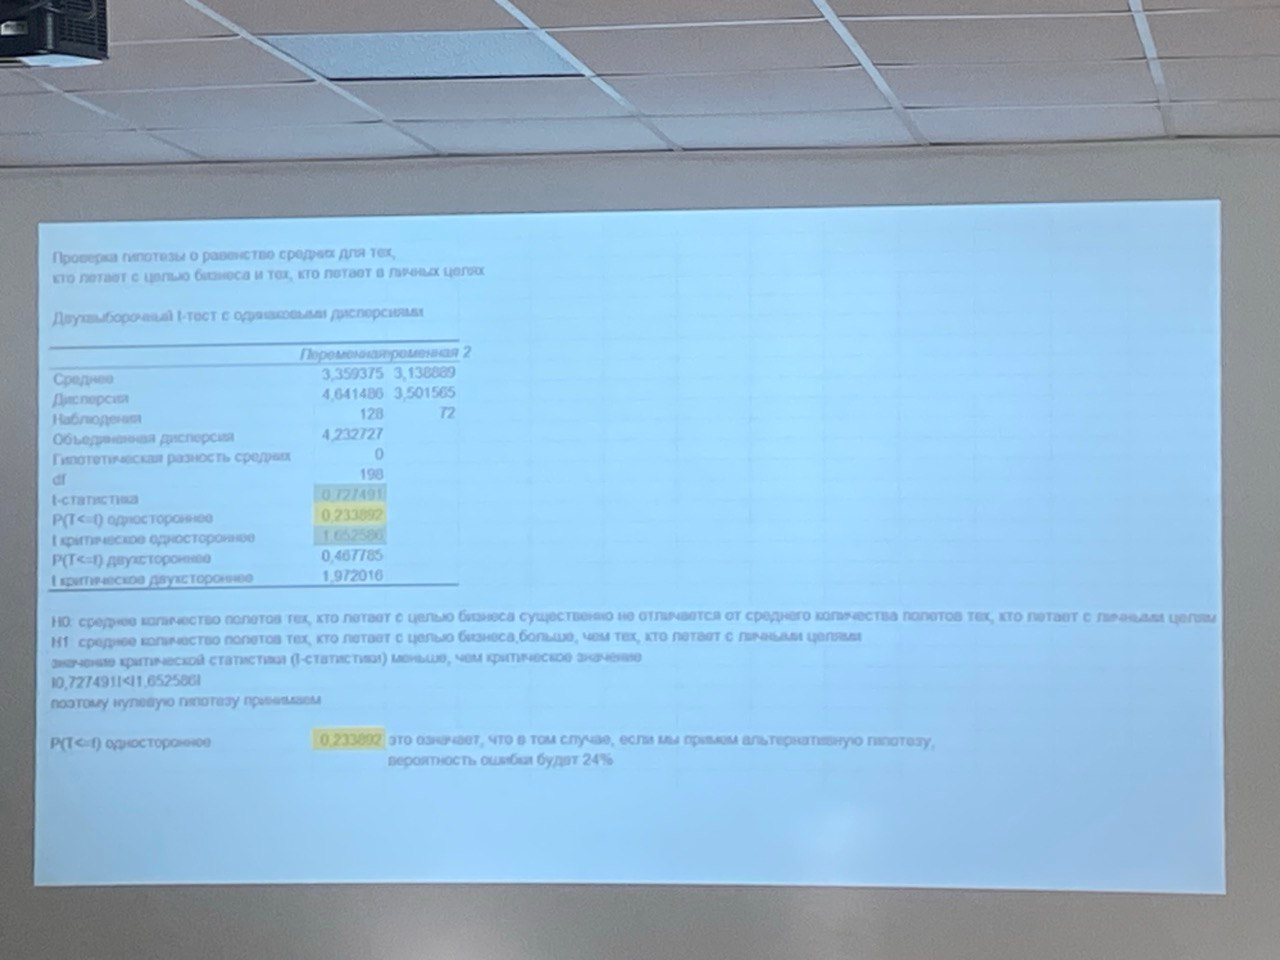 Проверка гипотезы о равенстве средних для тех,
кто летает с целью бизнеса и тех, кто летает в личных целях
Двухвыборочный t-тест с одинаковыми дисперсиями
Переменная ременная 2
Среднее 3,359375 3,138889
Дисперсия 4,641486 3,501565
Наблюдения 128 72
Объединенная дисперсия 4,232727
Гипотетическая разность средних 0
df 198
t-статистика 0,727491
P(T<=t) одностороннее 0,233892
t критическое одностороннее 1,652586
P(T<=t) двухстороннее 0,467785
t критическое двухстороннее 1,972016
H0: среднее количество полетов тех, кто летает с целью бизнеса существенно не отличается от среднего количества полетов тех, кто летает с личными целям
H1: среднее количество полетов тех, кто летает с целью бизнеса,больше, чем тех, кто летает с личными целями
значение критической статистики (t-статистики) меньше, чем критическое значение
I0,727491I<I1,652586I
поэтому нулевую гипотезу принимаем
P(T<=t) одностороннее 0,233892 это означает, что в том случае, если мы примем альтернативную гипотезу,
вероятность ошибки будет 24%